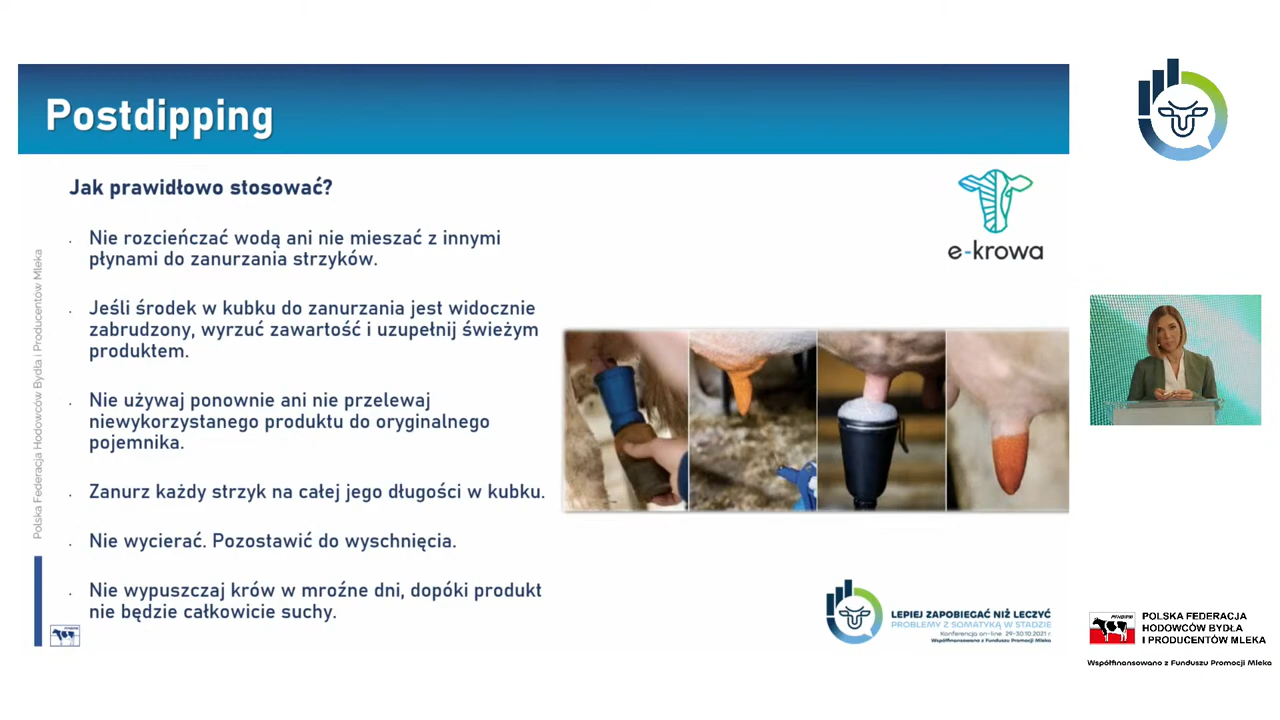 Postdipping
Jak prawidłowo stosować?
Nie rozcieńczać wodą ani nie mieszać z innymi
płynami do zanurzania strzyków.
Jeśli środek w kubku do zanurzania jest widocznie
zabrudzony, wyrzuć zawartość i uzupełnij świeżym
produktem.
Nie używaj ponownie ani nie przelewaj
niewykorzystanego produktu do oryginalnego
pojemnika.
Zanurz każdy strzyk na całej jego długości w kubku.
Nie wycierać. Pozostawić do wyschnięcia.
Nie wypuszczaj krów w mroźne dni, dopóki produkt
nie będzie całkowicie suchy.
Polska Federacja Hodowców Bydła i Producentów Mleka
e-krowa
LEPIEJ ZAPOBIEGAĆ NIŻ LECZYĆ
PROBLEMY Z SOMATYKĄ W STADZIE
Konferencja on-line 29-30.10.2021 r.
Współfinansowano z Funduszu Promocji Mleka
POLSKA FEDERACJA
HODOWCÓW BYDŁA
I PRODUCENTÓW MLEKA
Współfinansowano z Funduszu Promocji Mleka